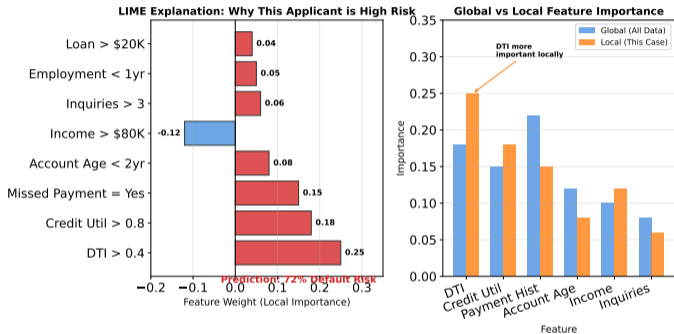 LIME Explanation: Why This Applicant is High Risk
Loan > $20K
0.04
Employment < 1yr
0.05
Inquiries > 3
0.06
Income > $80K
-0.12
Account Age < 2yr
0.08
Missed Payment = Yes
0.15
Credit Util > 0.8
0.18
DTI > 0.4
0.25
Prediction: 72% Default Risk
−0.2 −0.1 0.0 0.1 0.2 0.3
Feature Weight (Local Importance)
Global vs Local Feature Importance
Global (All Data)
Local (This Case)
DTI more
important locally
Importance
0.35
0.30
0.25
0.20
0.15
0.10
0.05
0.00
DTI
Credit Util
Payment Hist
Account Age
Income
Inquiries
Feature